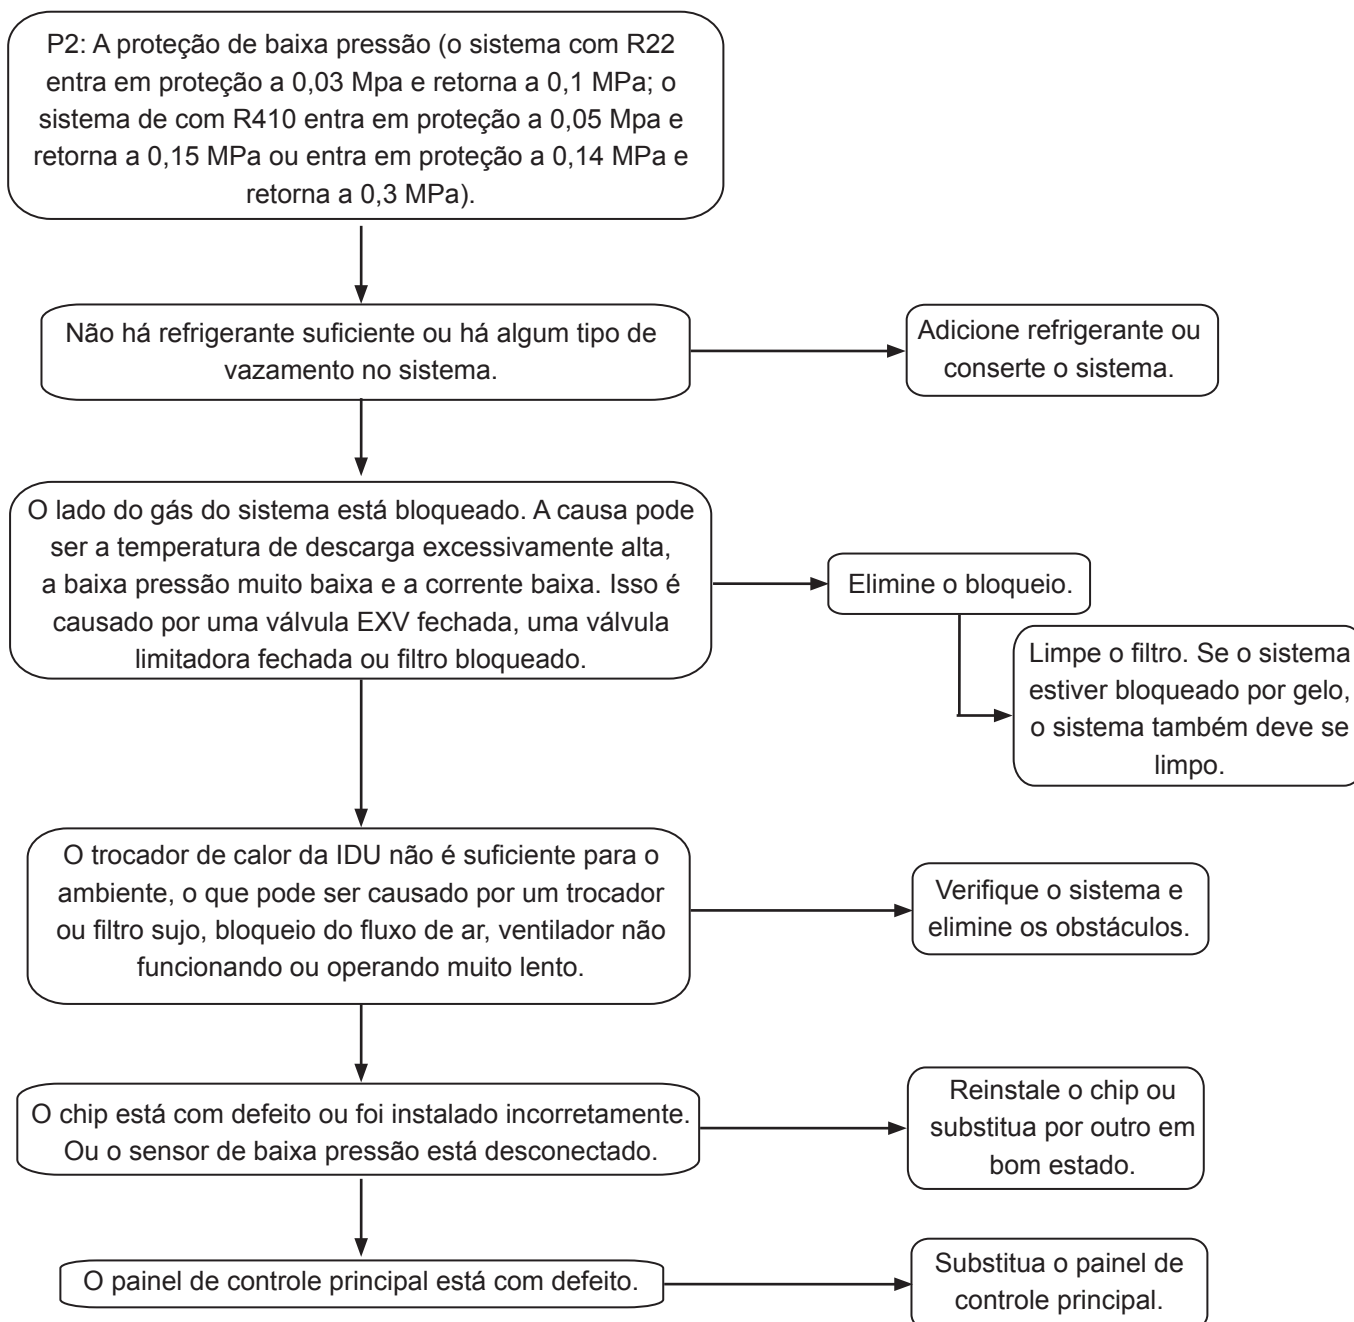 P2: A proteção de baixa pressão (o sistema com R22
entra em proteção a 0,03 Mpa e retorna a 0,1 MPa; o
sistema de com R410 entra em proteção a 0,05 Mpa e
retorna a 0,15 MPa ou entra em proteção a 0,14 MPa e
retorna a 0,3 MPa).
Não há refrigerante suficiente ou há algum tipo de
vazamento no sistema.
Adicione refrigerante ou
conserte o sistema.
O lado do gás do sistema está bloqueado. A causa pode
ser a temperatura de descarga excessivamente alta,
a baixa pressão muito baixa e a corrente baixa. Isso é
causado por uma válvula EXV fechada, uma válvula
limitadora fechada ou filtro bloqueado.
Elimine o bloqueio.
Limpe o filtro. Se o sistema
estiver bloqueado por gelo,
o sistema também deve se
limpo.
O trocador de calor da IDU não é suficiente para o
ambiente, o que pode ser causado por um trocador
ou filtro sujo, bloqueio do fluxo de ar, ventilador não
funcionando ou operando muito lento.
Verifique o sistema e
elimine os obstáculos.
O chip está com defeito ou foi instalado incorretamente.
Ou o sensor de baixa pressão está desconectado.
Reinstale o chip ou
substitua por outro em
bom estado.
O painel de controle principal está com defeito.
Substitua o painel de
controle principal.